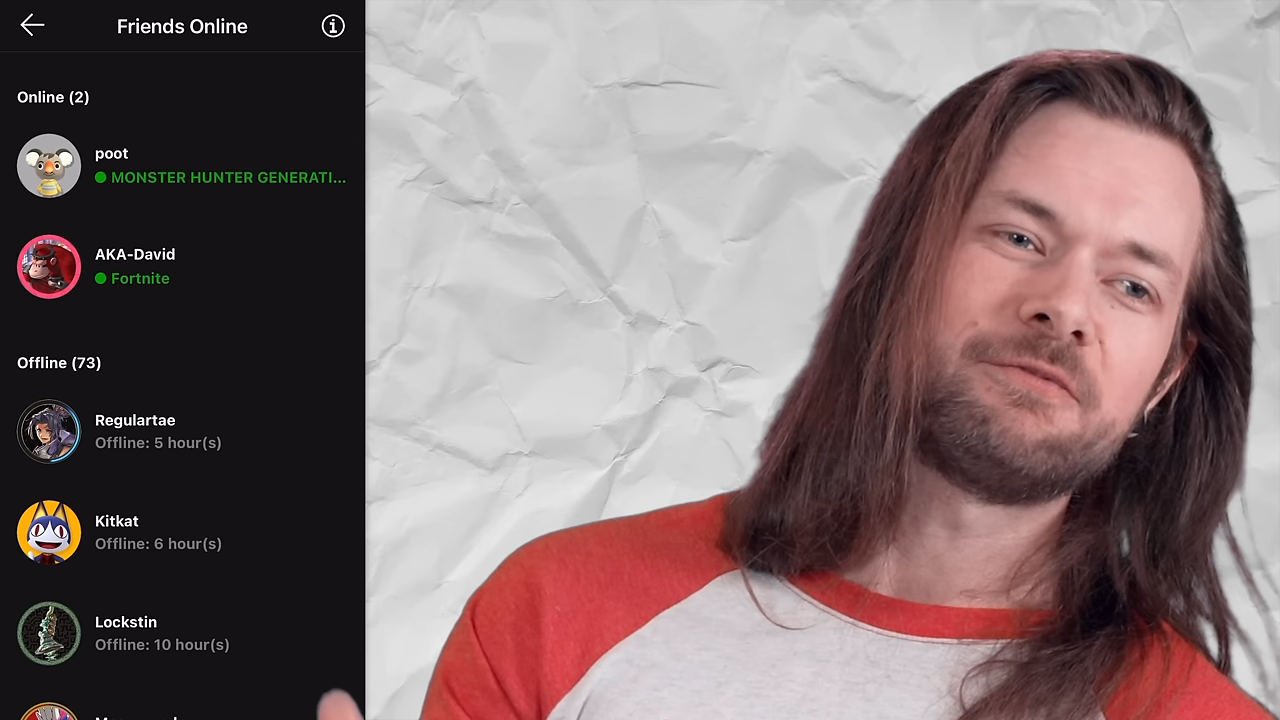 Friends Online
Online (2)
poot
MONSTER HUNTER GENERATI...
AKA-David
Fortnite
Offline (73)
Regulartae
Offline: 5 hour(s)
Kitkat
Offline: 6 hour(s)
Lockstin
Offline: 10 hour(s)